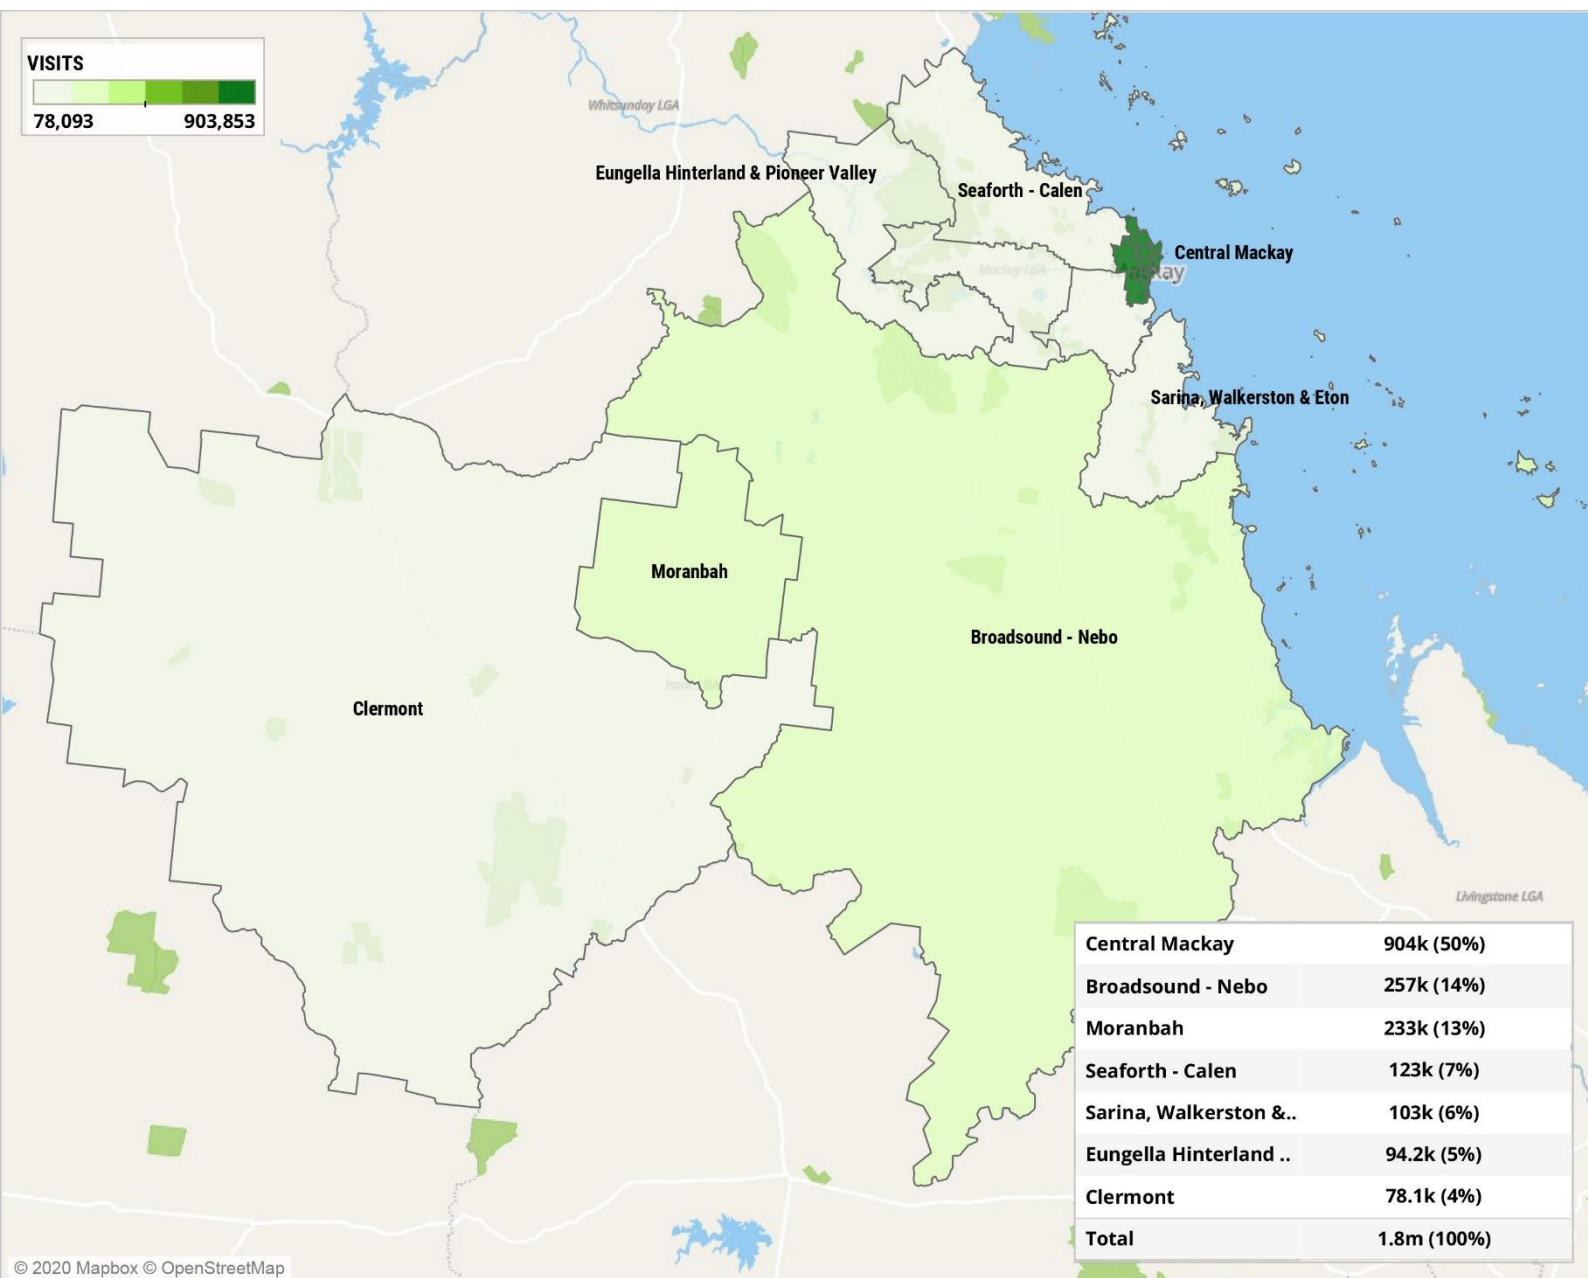 VISITS
78,093 903,853
Whitsunday LGA
Eungella Hinterland & Pioneer Valley
Seaforth - Calen
Central Mackay
Mackay LGA
Mackay
Sarina, Walkerston & Eton
Moranbah
Broadsound - Nebo
Isaac LGA
Clermont
Livingstone LGA
Central Mackay 904k (50%)
Broadsound - Nebo 257k (14%)
Moranbah 233k (13%)
Seaforth - Calen 123k (7%)
Sarina, Walkerston &.. 103k (6%)
Eungella Hinterland .. 94.2k (5%)
Clermont 78.1k (4%)
Total 1.8m (100%)
© 2020 Mapbox © OpenStreetMap